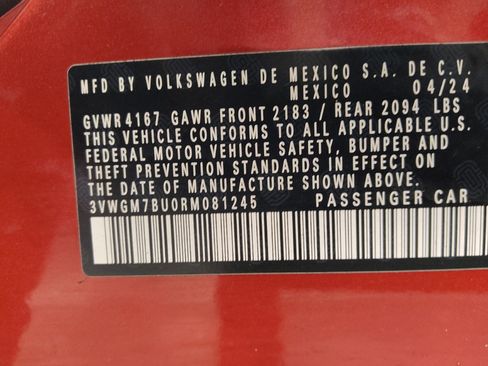 MFD BY VOLKSWAGEN DE MEXICO S.A. DE C.V.
MEXICO 04/24
GVWR 4167 GAWR FRONT 2183 / REAR 2094 LBS
THIS VEHICLE CONFORMS TO ALL APPLICABLE U.S.
FEDERAL MOTOR VEHICLE SAFETY, BUMPER AND
THEFT PREVENTION STANDARDS IN EFFECT ON
THE DATE OF MANUFACTURE SHOWN ABOVE.
3VWGM7BU0RM081245 PASSENGER CAR